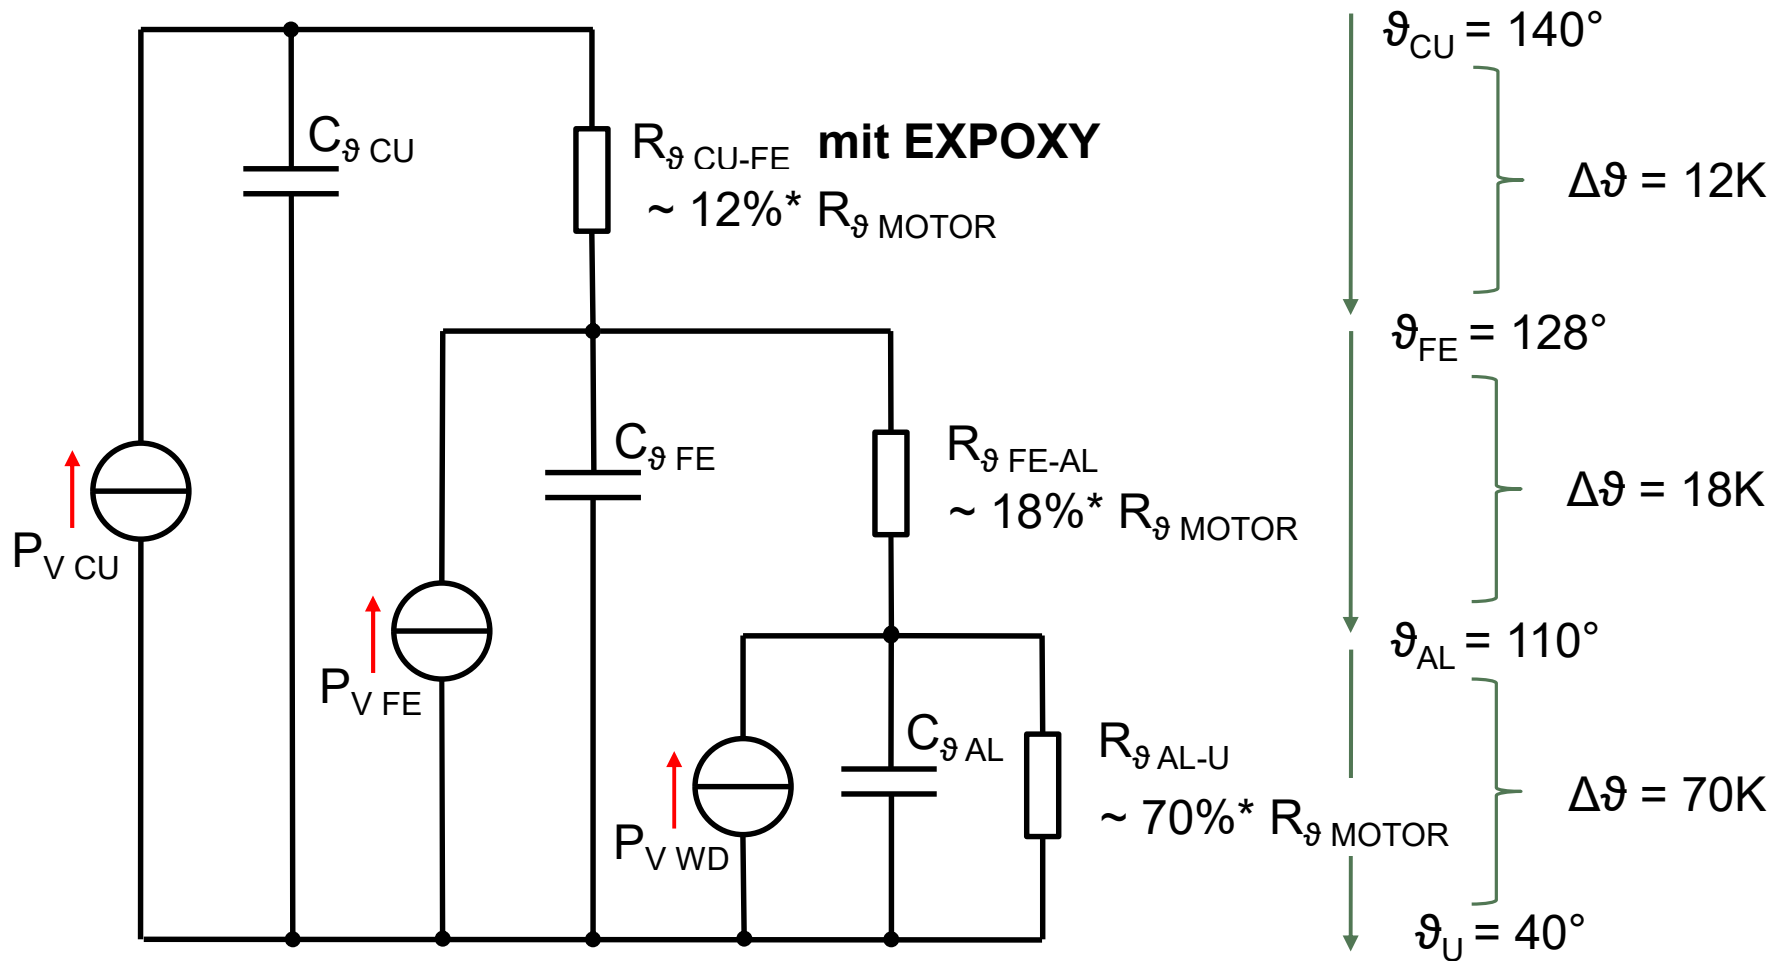 ϑCU = 140°
Cϑ CU
Rϑ CU-FE mit EXPOXY
~ 12%* Rϑ MOTOR
Δϑ = 12K
ϑFE = 128°
Cϑ FE
Rϑ FE-AL
~ 18%* Rϑ MOTOR
Δϑ = 18K
PV CU
ϑAL = 110°
PV FE
Cϑ AL
Rϑ AL-U
~ 70%* Rϑ MOTOR
Δϑ = 70K
PV WD
ϑU = 40°